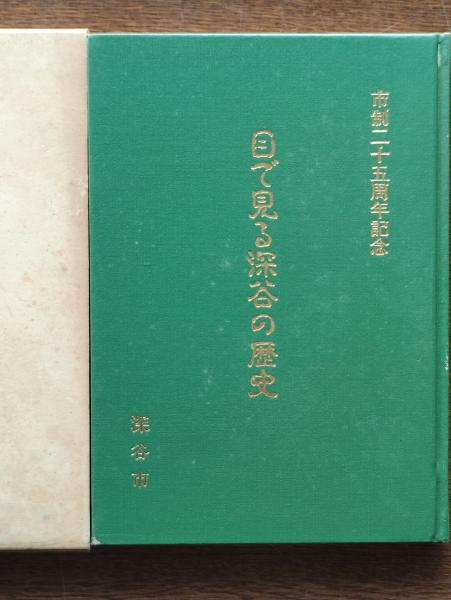 市制二十五周年記念
目で見る深谷の歴史
深谷市